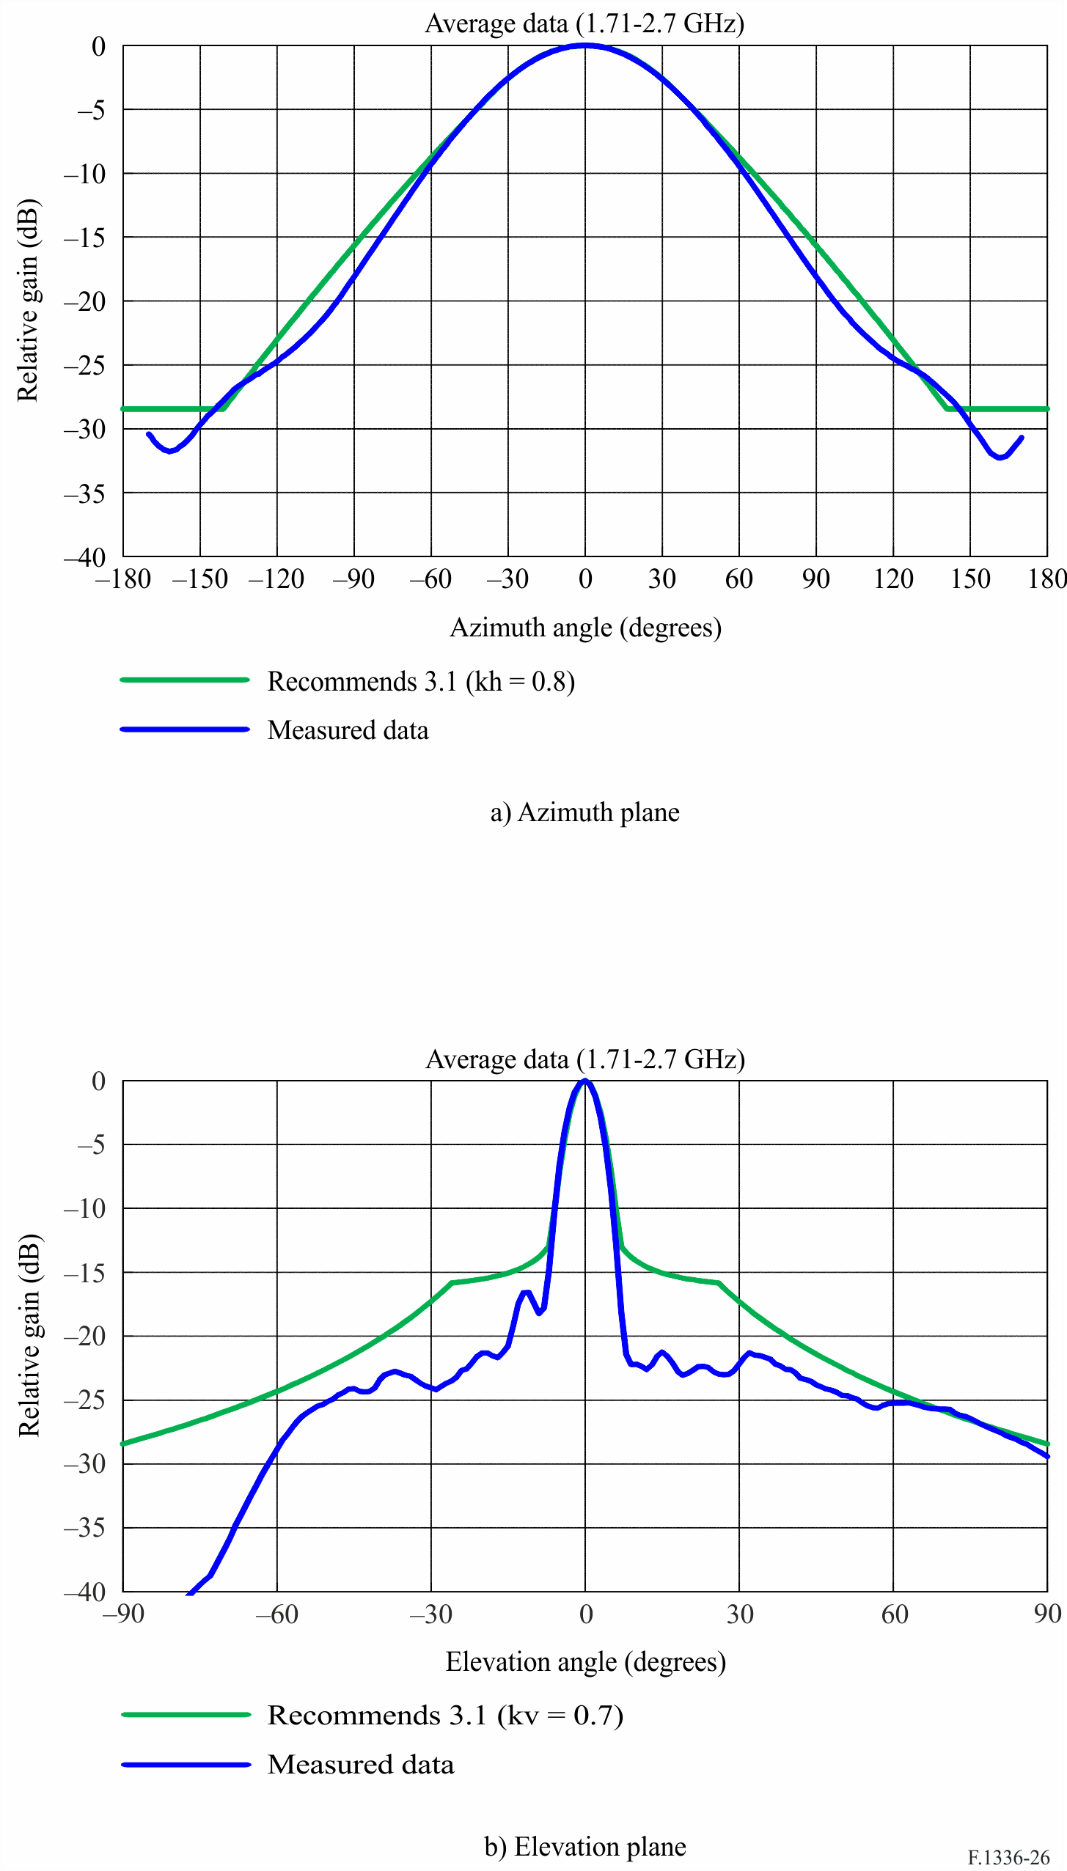 Average data (1.71-2.7 GHz)
0
–5
–10
–15
–20
–25
–30
–35
–40
Relative gain (dB)
–180 –150 –120 –90 –60 –30 0 30 60 90 120 150 180
Azimuth angle (degrees)
Recommends 3.1 (kh = 0.8)
Measured data
a) Azimuth plane
Average data (1.71-2.7 GHz)
0
–5
–10
–15
–20
–25
–30
–35
–40
Relative gain (dB)
–90 –60 –30 0 30 60 90
Elevation angle (degrees)
Recommends 3.1 (kv = 0.7)
Measured data
b) Elevation plane
F.1336-26